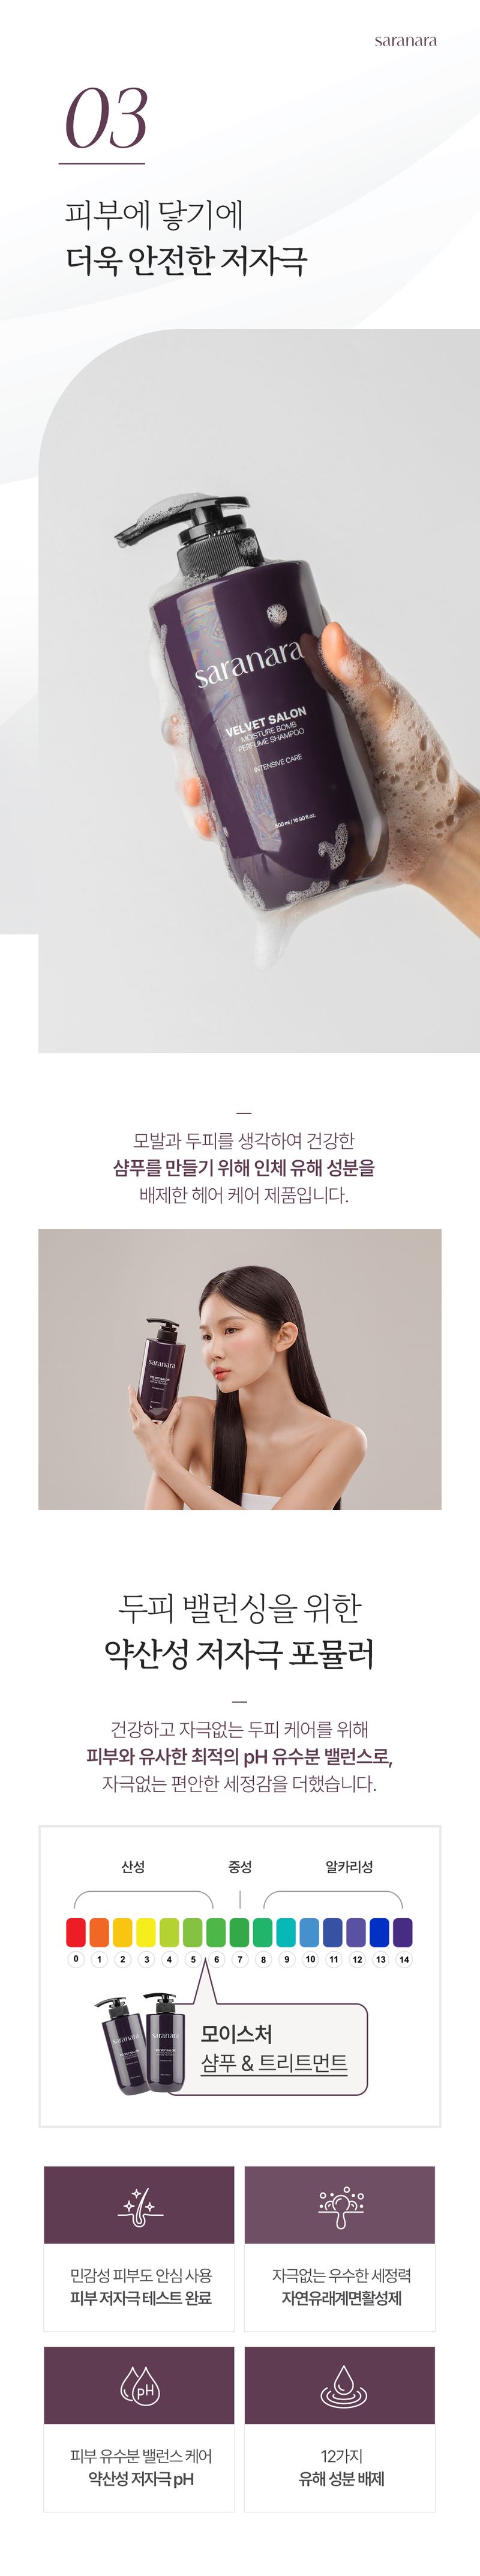 saranara
03
피부에 닿기에
더욱 안전한 저자극
saranara
VELVET SALON
MOISTURE BOMB
PERFUME SHAMPOO
INTENSIVE CARE
500 ml / 16.90 fl.oz.
모발과 두피를 생각하여 건강한
샴푸를 만들기 위해 인체 유해 성분을
배제한 헤어 케어 제품입니다.
saranara
VELVET SALON
두피 밸런싱을 위한
약산성 저자극 포뮬러
건강하고 자극없는 두피 케어를 위해
피부와 유사한 최적의 pH 유수분 밸런스로,
자극없는 편안한 세정감을 더했습니다.
산성 중성 알카리성
0 1 2 3 4 5 6 7 8 9 10 11 12 13 14
saranara saranara
모이스처
샴푸 & 트리트먼트
민감성 피부도 안심 사용
피부 저자극 테스트 완료
자극없는 우수한 세정력
자연유래계면활성제
pH
피부 유수분 밸런스 케어
약산성 저자극 pH
12가지
유해 성분 배제